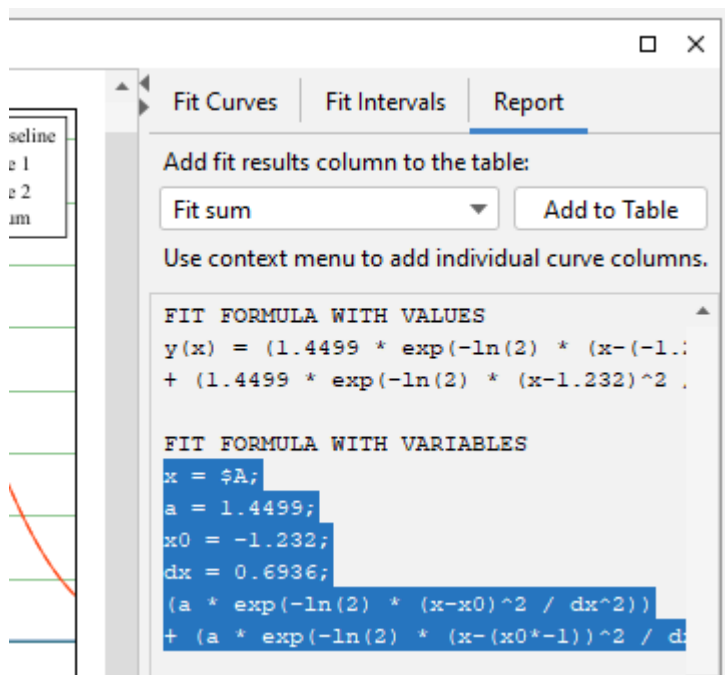 Fit Curves Fit Intervals Report
seline
e 1
e 2
um
Add fit results column to the table:
Fit sum Add to Table
Use context menu to add individual curve columns.
FIT FORMULA WITH VALUES
y(x) = (1.4499 * exp(-ln(2) * (x-(-1.
+ (1.4499 * exp(-ln(2) * (x-1.232)^2
FIT FORMULA WITH VARIABLES
x = $A;
a = 1.4499;
x0 = -1.232;
dx = 0.6936;
(a * exp(-ln(2) * (x-x0)^2 / dx^2))
+ (a * exp(-ln(2) * (x-(x0*-1))^2 / d